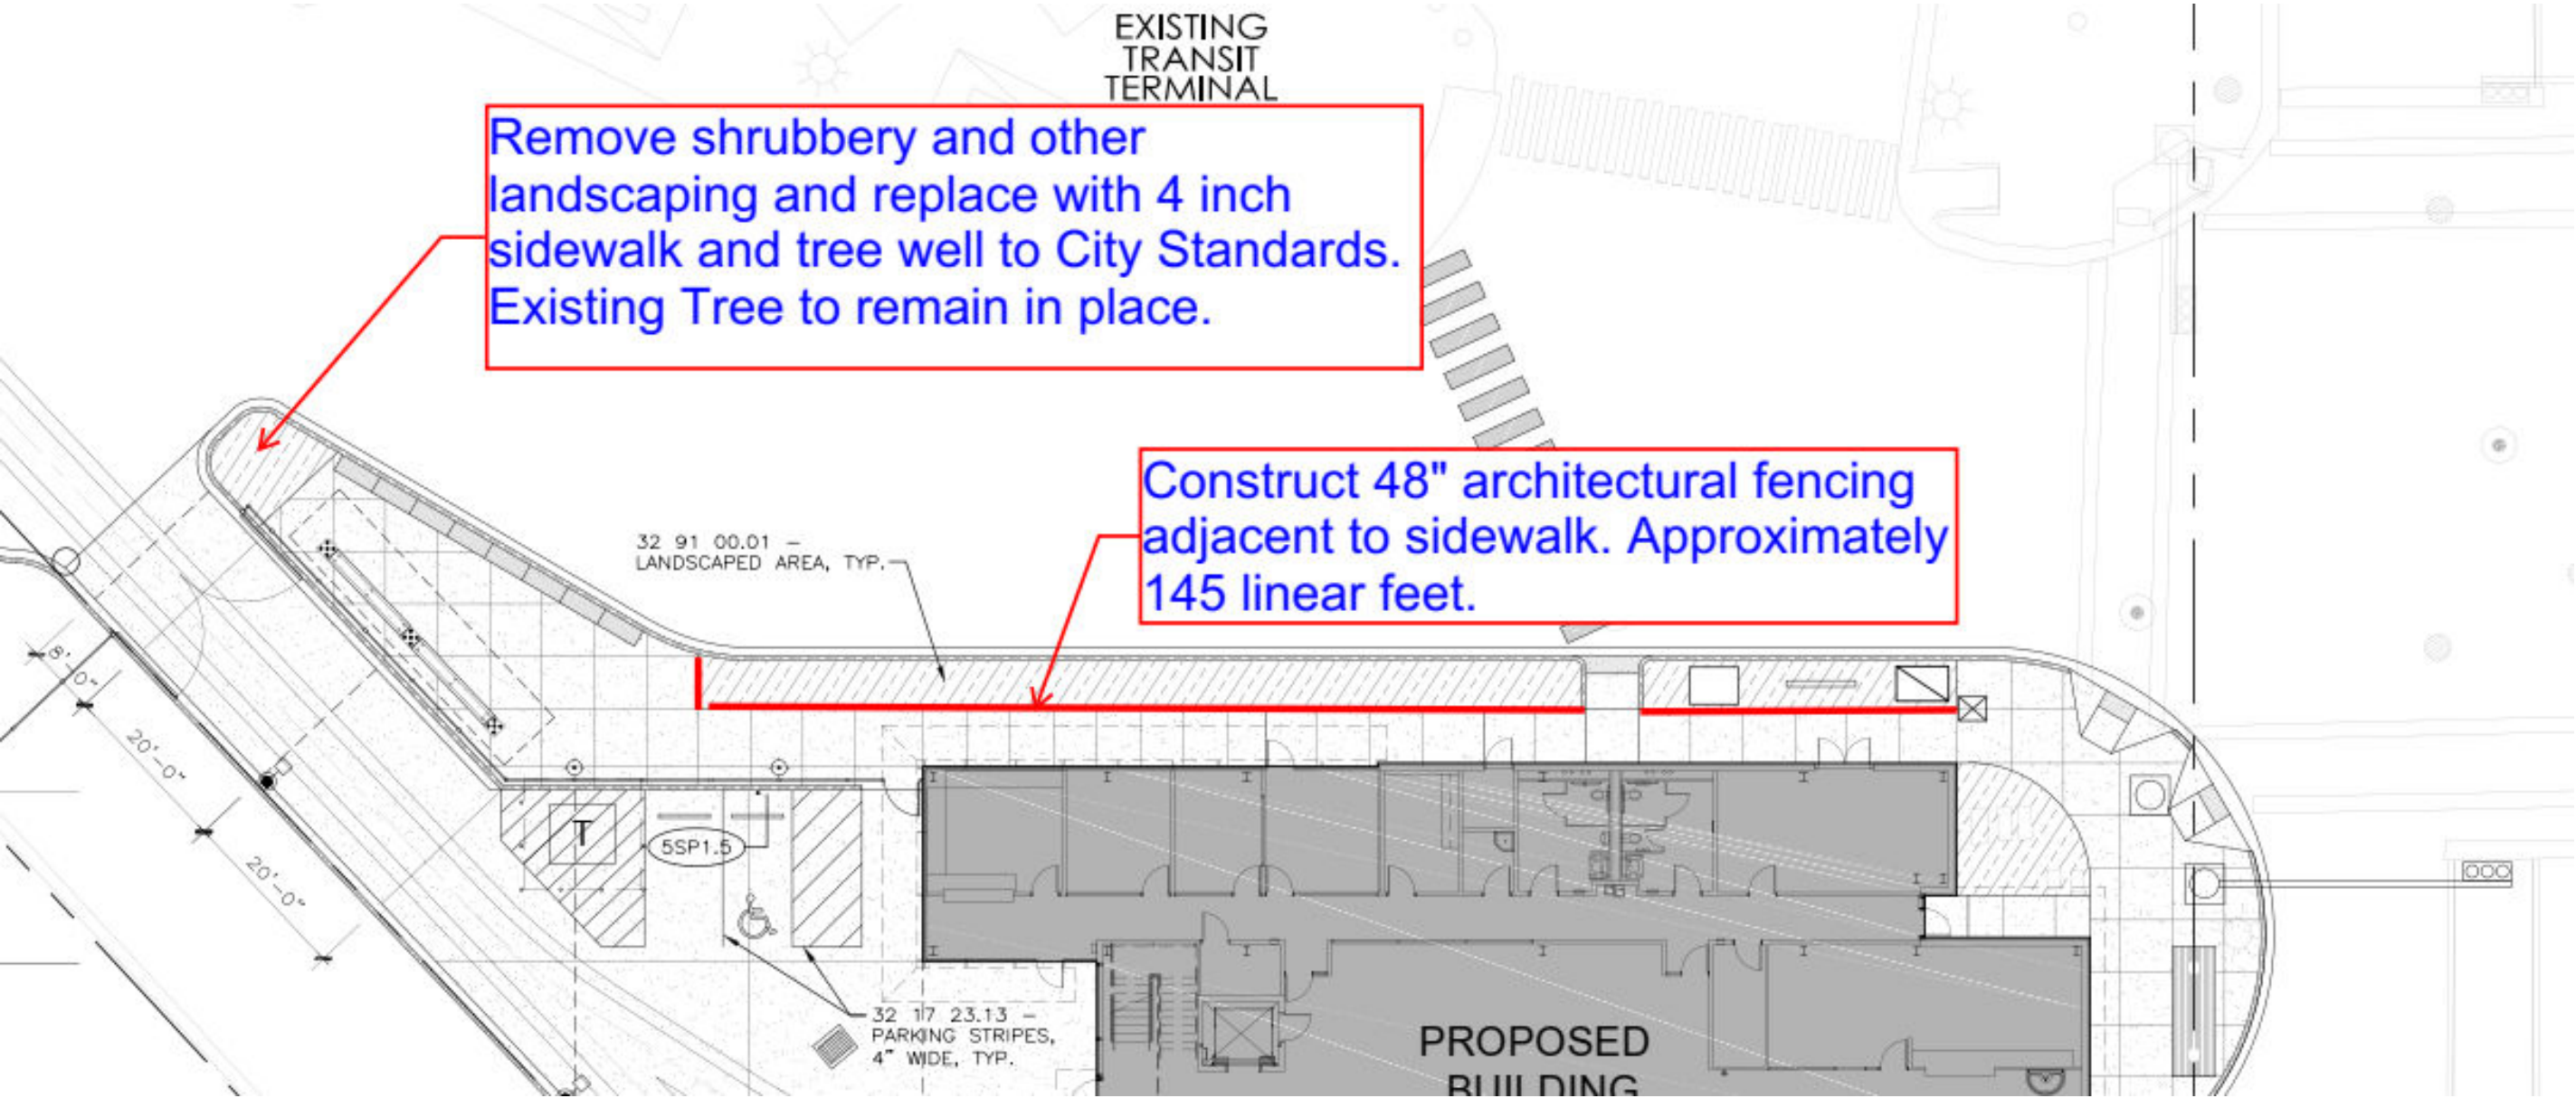 EXISTING
TRANSIT
TERMINAL
Remove shrubbery and other
landscaping and replace with 4 inch
sidewalk and tree well to City Standards.
Existing Tree to remain in place.
Construct 48" architectural fencing
adjacent to sidewalk. Approximately
145 linear feet.
32 91 00.01 –
LANDSCAPED AREA, TYP.
8'-0"
20'-0"
20'-0"
T
5SP1.5
32 17 23.13 –
PARKING STRIPES,
4" WIDE, TYP.
PROPOSED
BUILDING